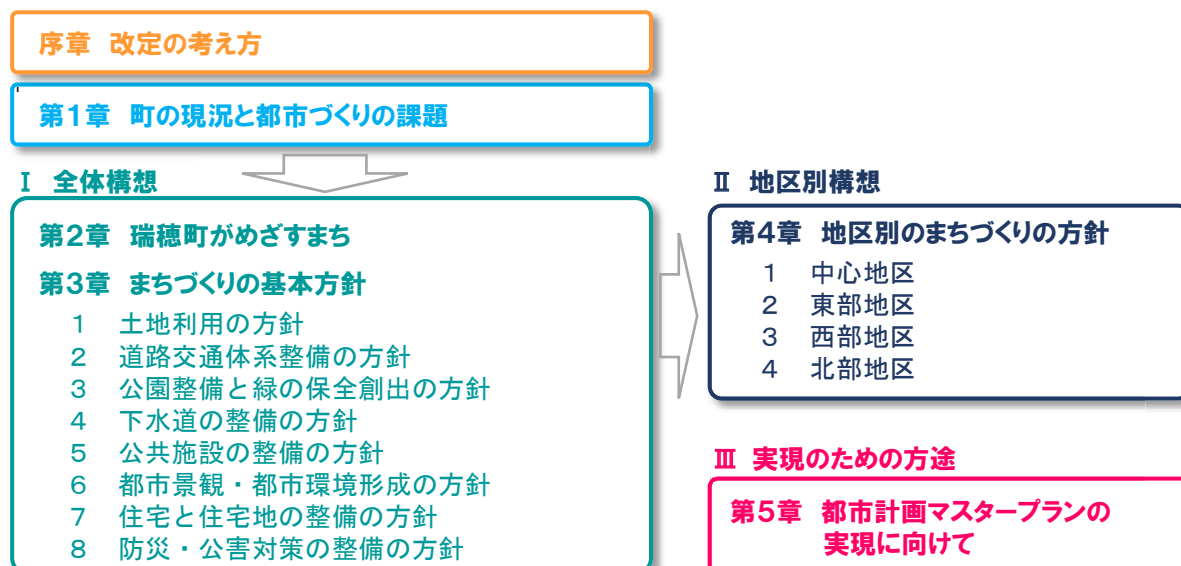 序章 改定の考え方
第1章 町の現況と都市づくりの課題
Ⅰ 全体構想
第2章 瑞穂町がめざすまち
第3章 まちづくりの基本方針
1 土地利用の方針
2 道路交通体系整備の方針
3 公園整備と緑の保全創出の方針
4 下水道の整備の方針
5 公共施設の整備の方針
6 都市景観・都市環境形成の方針
7 住宅と住宅地の整備の方針
8 防災・公害対策の整備の方針
Ⅱ 地区別構想
第4章 地区別のまちづくりの方針
1 中心地区
2 東部地区
3 西部地区
4 北部地区
Ⅲ 実現のための方途
第5章 都市計画マスタープランの
実現に向けて